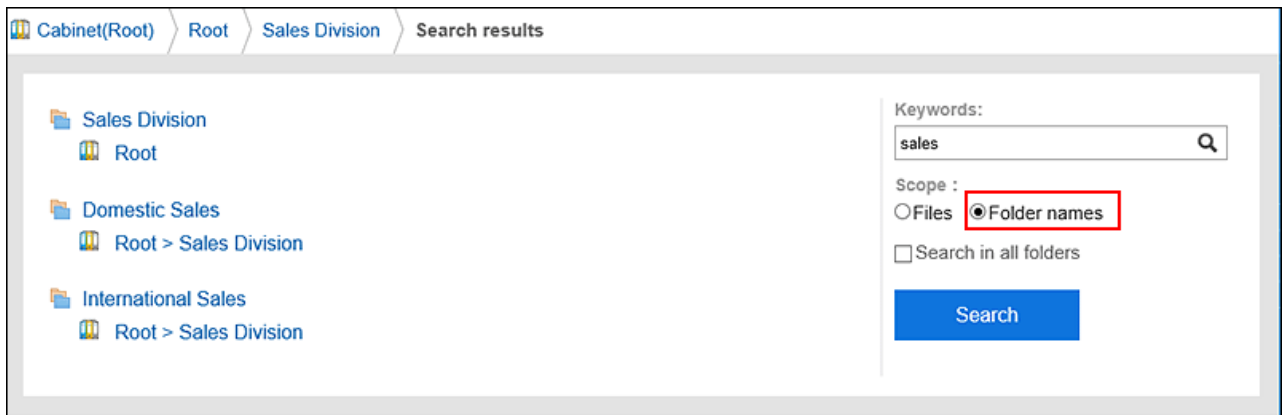 Cabinet(Root) Root Sales Division Search results
Sales Division
Root
Domestic Sales
Root > Sales Division
International Sales
Root > Sales Division
Keywords:
sales
Scope :
Files Folder names
Search in all folders
Search